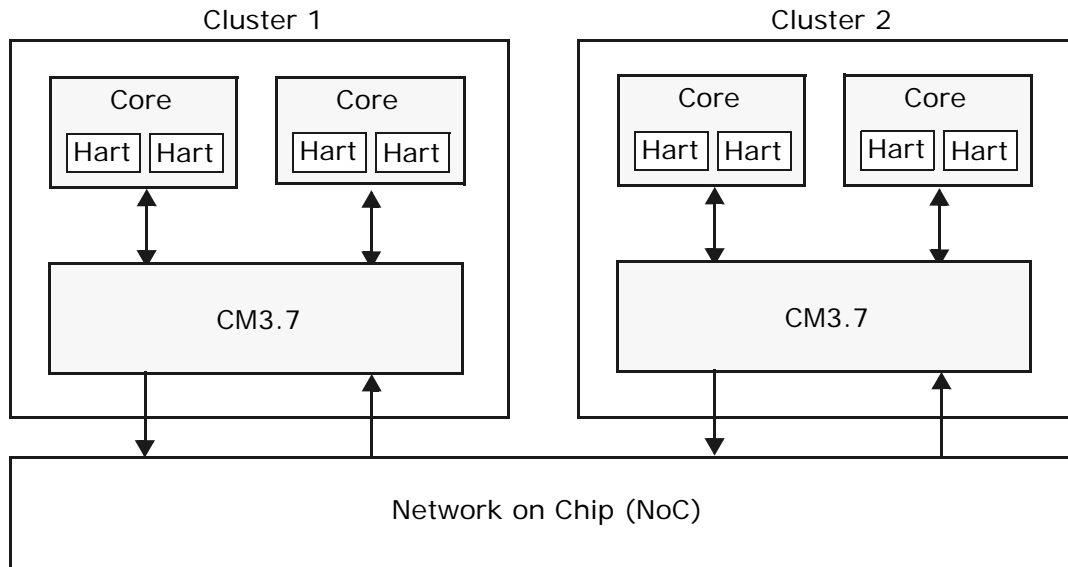 Cluster 1
Cluster 2
Core
Core
Core
Core
Hart Hart
Hart Hart
Hart Hart
Hart Hart
CM3.7
CM3.7
Network on Chip (NoC)